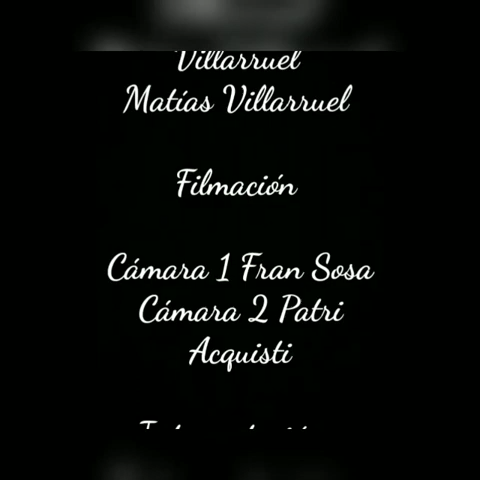 Villarruel
Matías Villarruel
Filmación
Cámara 1 Fran Sosa
Cámara 2 Patri
Acquisti